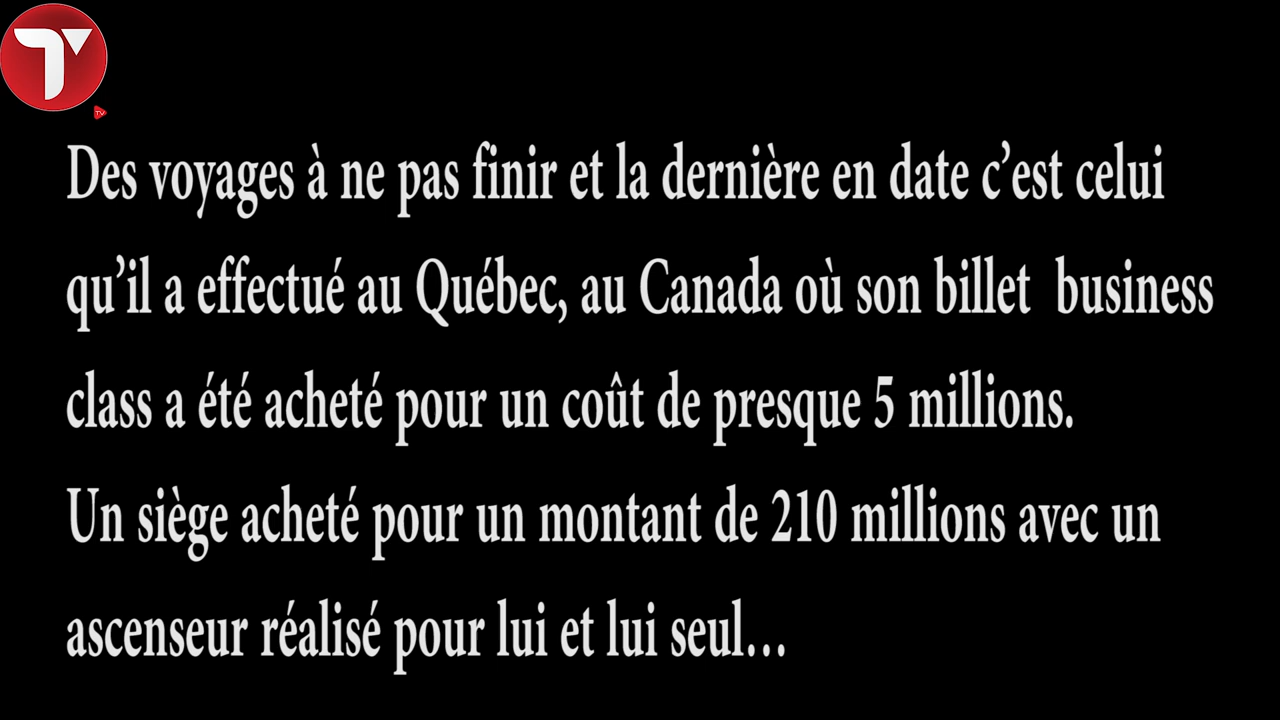 TV
Des voyages à ne pas finir et la dernière en date c’est celui
qu’il a effectué au Québec, au Canada où son billet  business
class a été acheté pour un coût de presque 5 millions.
Un siège acheté pour un montant de 210 millions avec un
ascenseur réalisé pour lui et lui seul…